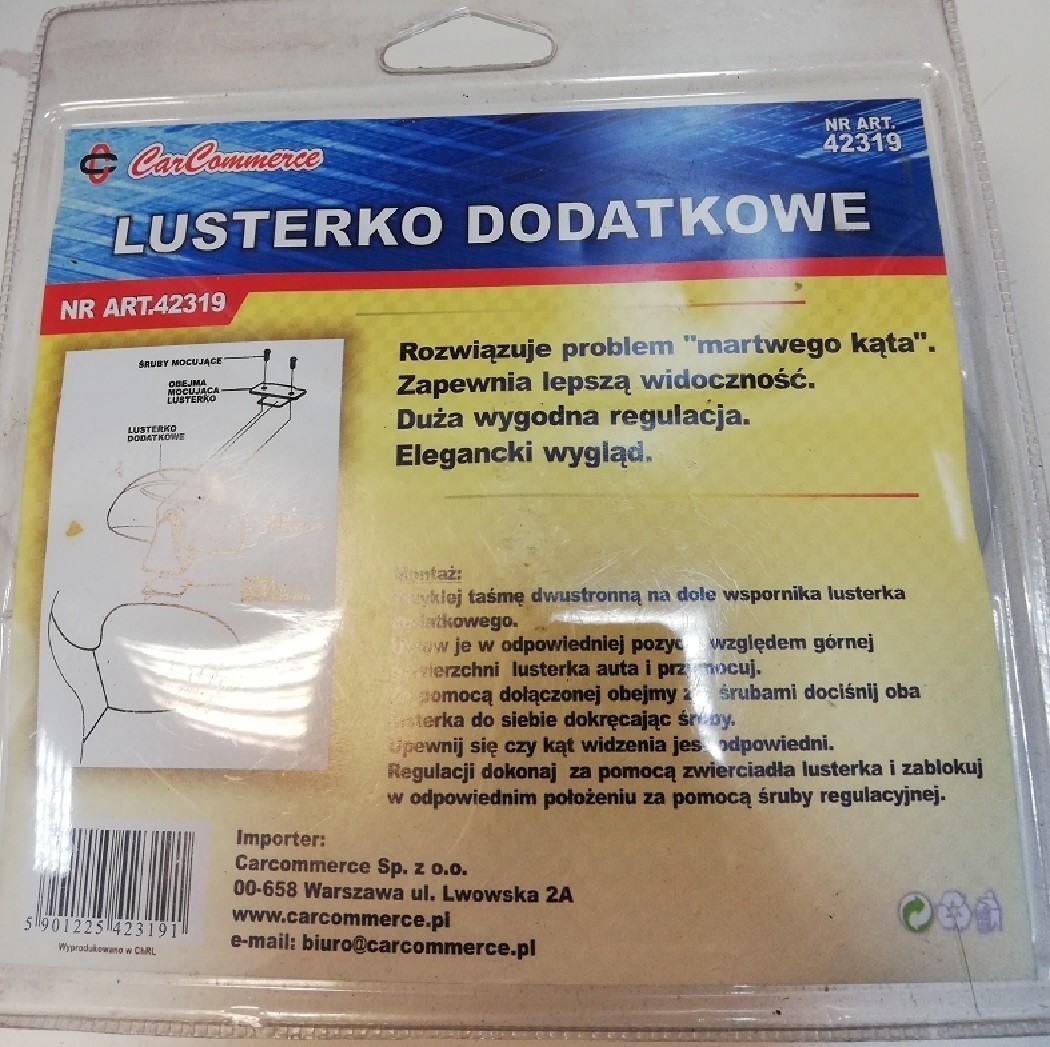 CarCommerce
NR ART.
42319
LUSTERKO DODATKOWE
NR ART.42319
ŚRUBY MOCUJĄCE
OBEJMA
MOCUJĄCA
LUSTERKO
LUSTERKO
DODATKOWE
Rozwiązuje problem "martwego kąta".
Zapewnia lepszą widoczność.
Duża wygodna regulacja.
Elegancki wygląd.
Montaż:
taśmę dwustronną na dole wspornika lusterka
je w odpowiedniej względem górnej
lusterka auta i
pomocą dołączonej obejmy śrubami dociśnij oba
do siebie dokręcając śruby.
Upewnij się czy kąt widzenia jest odpowiedni.
Regulacji dokonaj za pomocą zwierciadła lusterka i zablokuj
w odpowiednim położeniu za pomocą śruby regulacyjnej.
Importer:
Carcommerce Sp. z o.o.
00-658 Warszawa ul. Lwowska 2A
www.carcommerce.pl
e-mail: biuro@carcommerce.pl
5 901225 423191
Wyprodukowano w ChRL